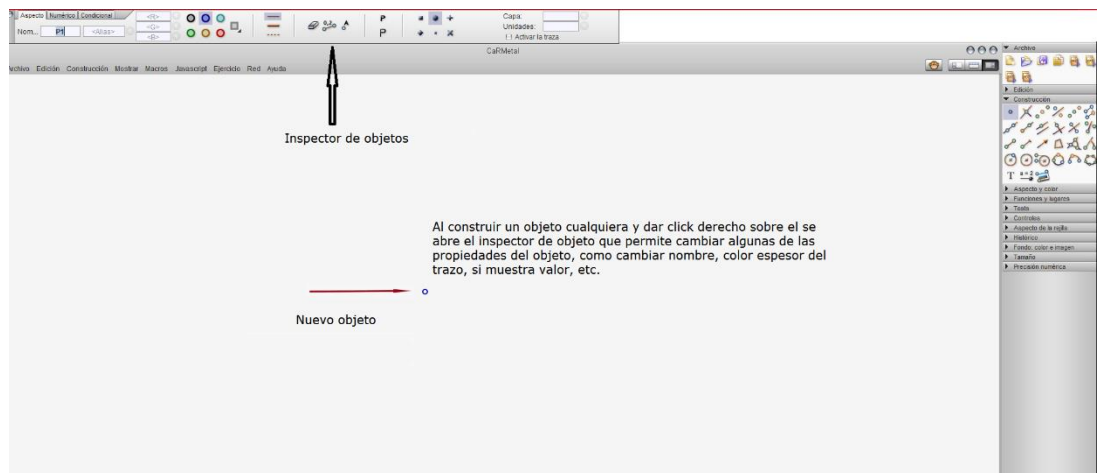 Aspecto Numérico Condicional
Nom... P1 <Alias>
<R>
<G>
<B>
P
P
Capa:
Unidades:
Activar la traza
CaRMetal
Archivo Edición Construcción Mostrar Macros Javascript Ejercicio Red Ayuda
Inspector de objetos
Al construir un objeto cualquiera y dar click derecho sobre el se
abre el inspector de objeto que permite cambiar algunas de las
propiedades del objeto, como cambiar nombre, color espesor del
trazo, si muestra valor, etc.
Nuevo objeto
Archivo
Edición
Construcción
T
Aspecto y color
Funciones y lugares
Tests
Controles
Aspecto de la rejilla
Histórico
Fondo: color e imagen
Tamaño
Precisión numérica